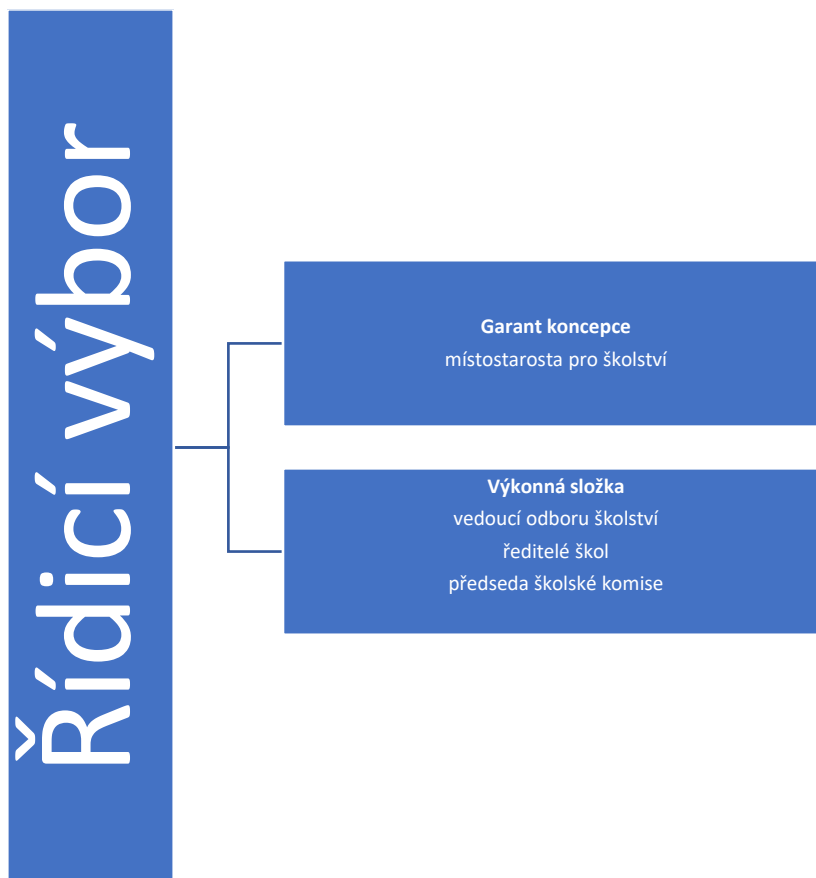 Řídicí výbor
Garant koncepce
místostarosta pro školství
Výkonná složka
vedoucí odboru školství
ředitelé škol
předseda školské komise